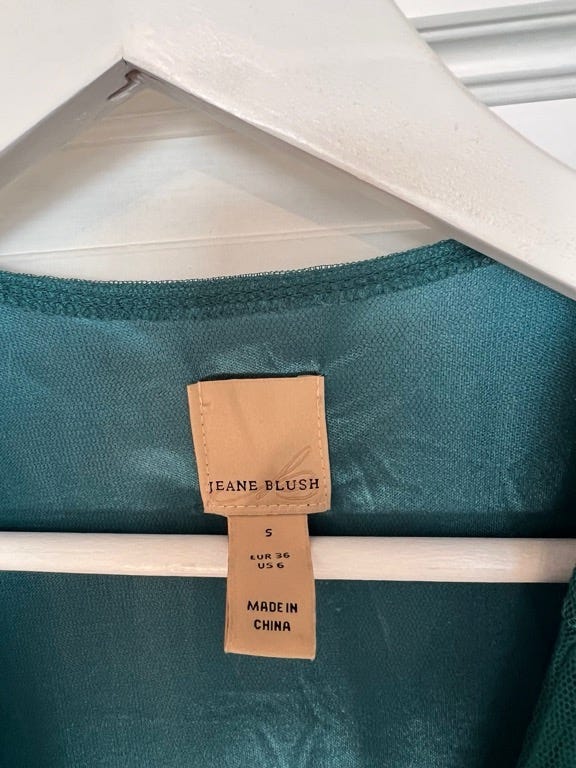 JEANE BLUSH
S
EUR 36
US 6
MADE IN
CHINA